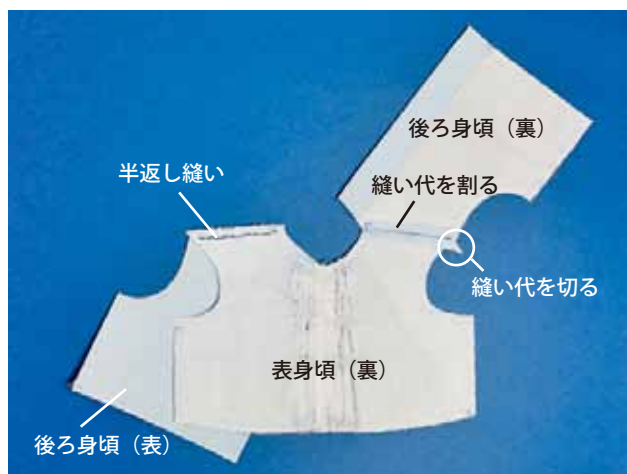 後ろ身頃（裏）
半返し縫い
縫い代を割る
縫い代を切る
表身頃（裏）
後ろ身頃（表）